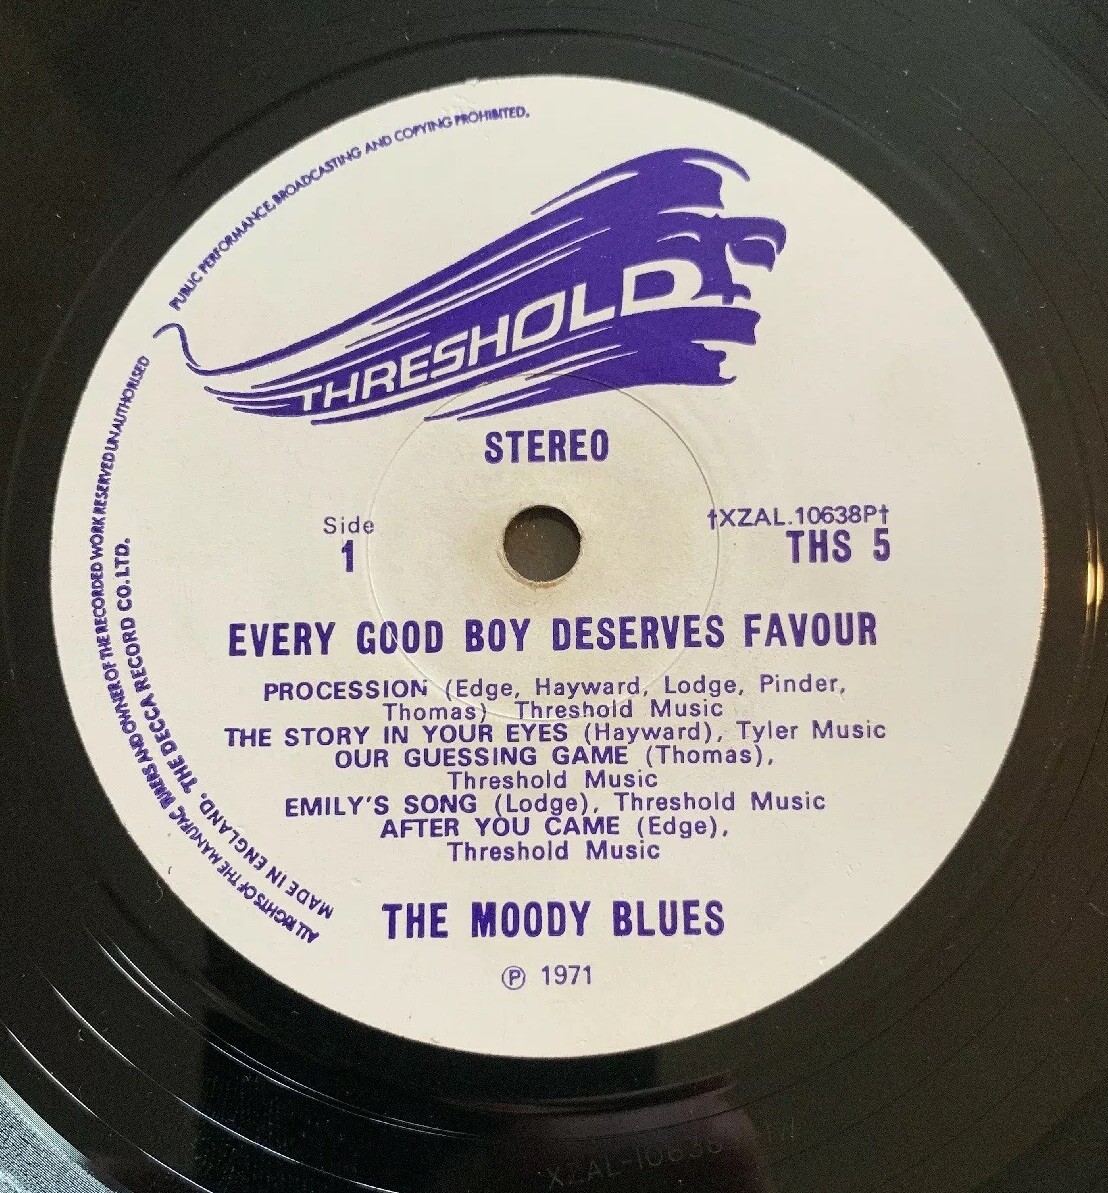 PUBLIC PERFORMANCE, BROADCASTING AND COPYING PROHIBITED.
THRESHOLD
STEREO
Side
1
†XZAL.10638P†
THS 5
EVERY GOOD BOY DESERVES FAVOUR
PROCESSION (Edge, Hayward, Lodge, Pinder,
Thomas) Threshold Music
THE STORY IN YOUR EYES (Hayward), Tyler Music
OUR GUESSING GAME (Thomas),
Threshold Music
EMILY'S SONG (Lodge), Threshold Music
AFTER YOU CAME (Edge),
Threshold Music
THE MOODY BLUES
℗ 1971
ALL RIGHTS OF THE MANUFAC RERS AND OWNER OF THE RECORDED WORK RESERVED UNAUTHORISED
MADE IN ENGLAND. THE DECCA RECORD CO. LTD.